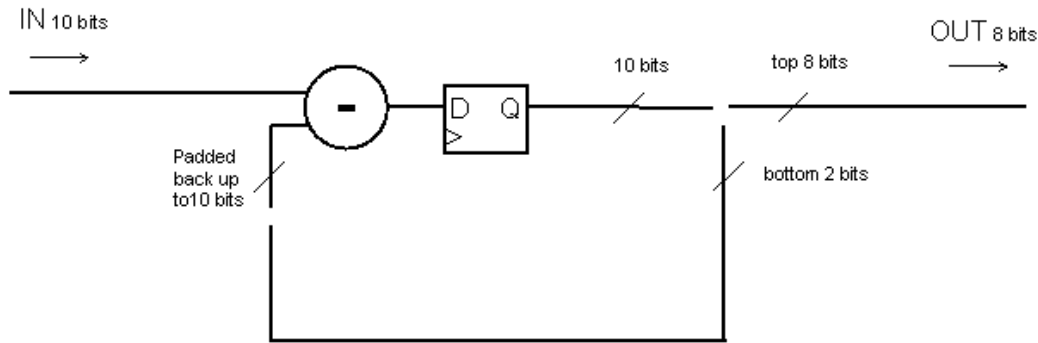 IN 10 bits
OUT 8 bits
10 bits
top 8 bits
-
D Q
Padded
back up
to10 bits
bottom 2 bits